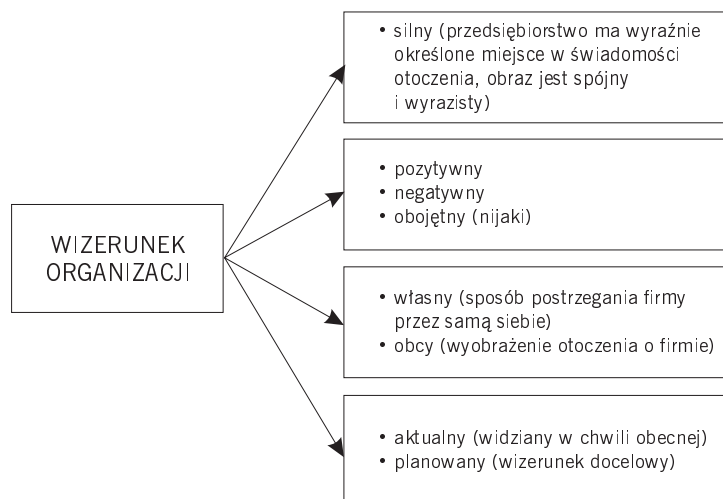 • silny (przedsiębiorstwo ma wyraźnie
określone miejsce w świadomości
otoczenia, obraz jest spójny
i wyrazisty)
• pozytywny
• negatywny
• obojętny (nijaki)
WIZERUNEK
ORGANIZACJI
• własny (sposób postrzegania firmy
przez samą siebie)
• obcy (wyobrażenie otoczenia o firmie)
• aktualny (widziany w chwili obecnej)
• planowany (wizerunek docelowy)